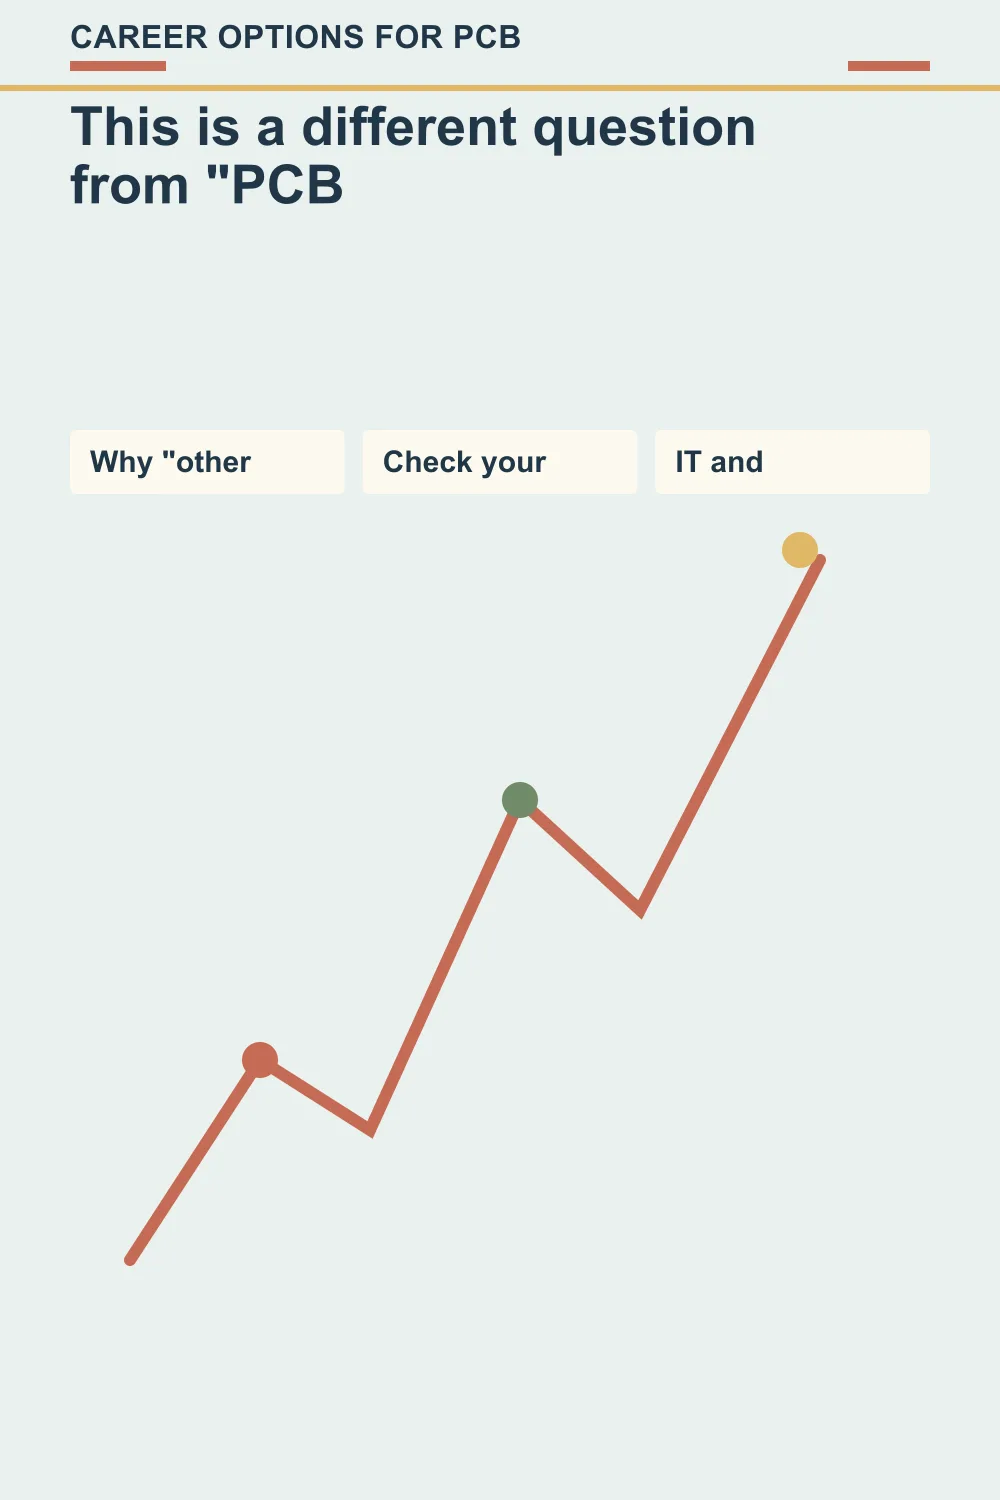 CAREER OPTIONS FOR PCB
This is a different question
from "PCB
Why "other
Check your
IT and